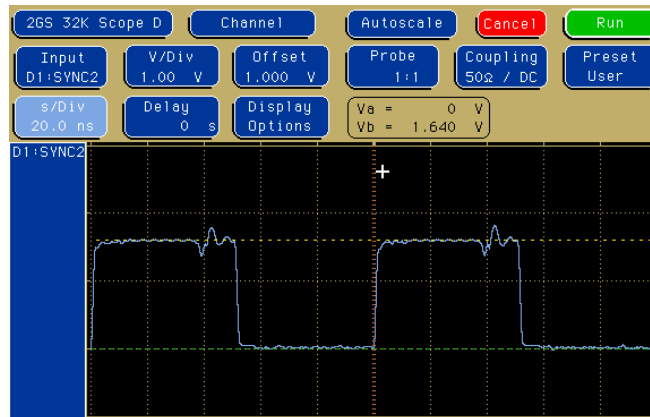 2GS 32K Scope D Channel Autoscale Cancel Run
Input V/Div Offset Probe Coupling Preset
D1:SYNC2 1.00 V 1.000 V 1:1 50Ω / DC User
s/Div Delay Display Va = 0 V
20.0 ns 0 s Options Vb = 1.640 V
D1:SYNC2